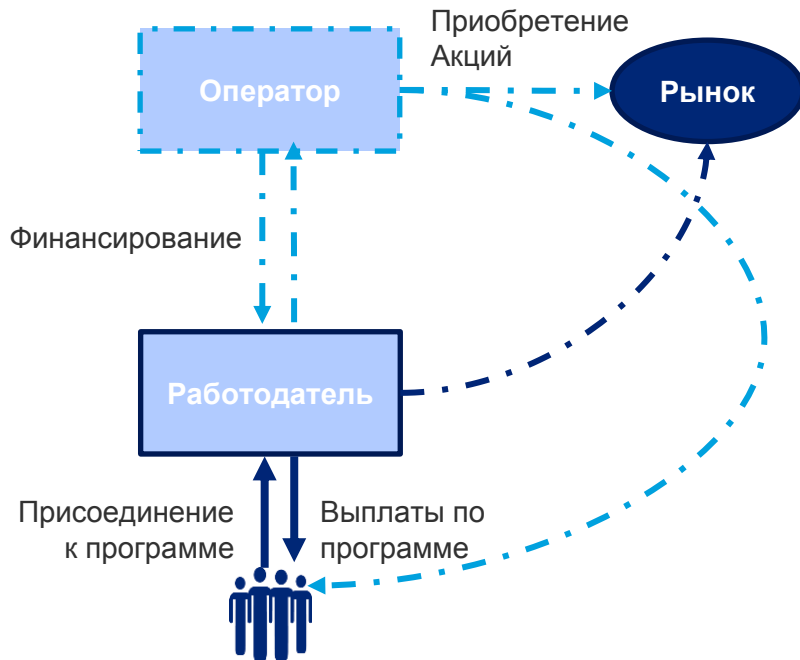 Приобретение
Акций
Оператор
Рынок
Финансирование
Работодатель
Присоединение
к программе
Выплаты по
программе